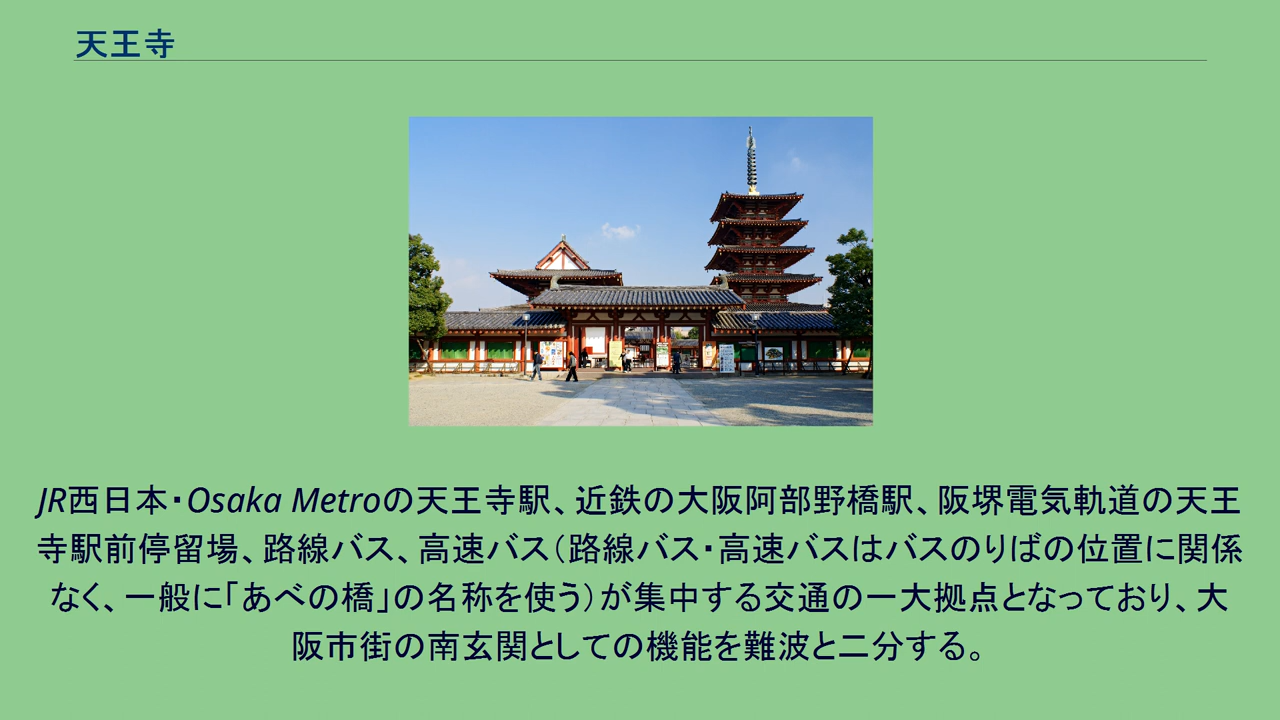 天王寺
JR西日本・Osaka Metroの天王寺駅、近鉄の大阪阿部野橋駅、阪堺電気軌道の天王
寺駅前停留場、路線バス、高速バス（路線バス・高速バスはバスのりばの位置に関係
なく、一般に「あべの橋」の名称を使う）が集中する交通の一大拠点となっており、大
阪市街の南玄関としての機能を難波と二分する。